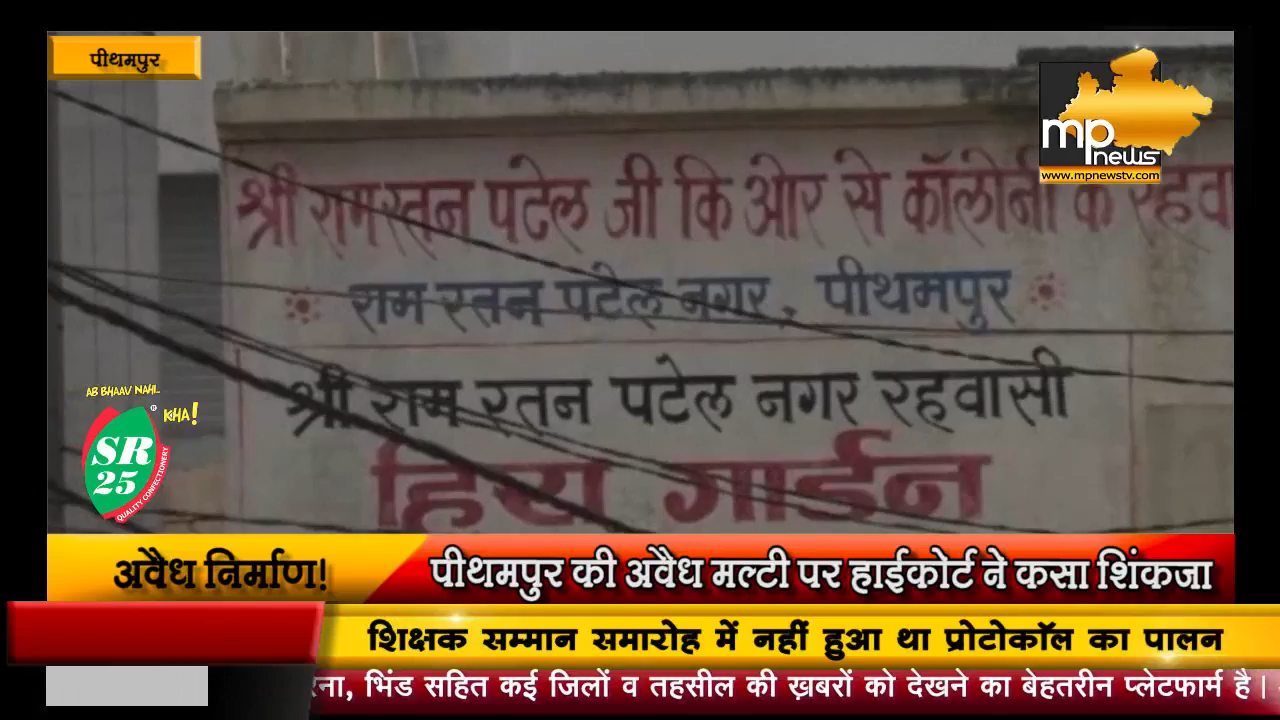 पीथमपुर
mp news
www.mpnewstv.com
श्री रामरतन पटेल जी कि ओर से कॉलोनी के रहवा
राम रतन पटेल नगर, पीथमपुर
श्री राम रतन पटेल नगर रहवासी
हिरा गार्डन
AB BHAAV NAHI..
KHA!
SR
25
QUALITY CONFECTIONERY
अवैध निर्माण!
पीथमपुर की अवैध मल्टी पर हाईकोर्ट ने कसा शिंकजा
शिक्षक सम्मान समारोह में नहीं हुआ था प्रोटोकॉल का पालन
रना, भिंड सहित कई जिलों व तहसील की ख़बरों को देखने का बेहतरीन प्लेटफार्म है।